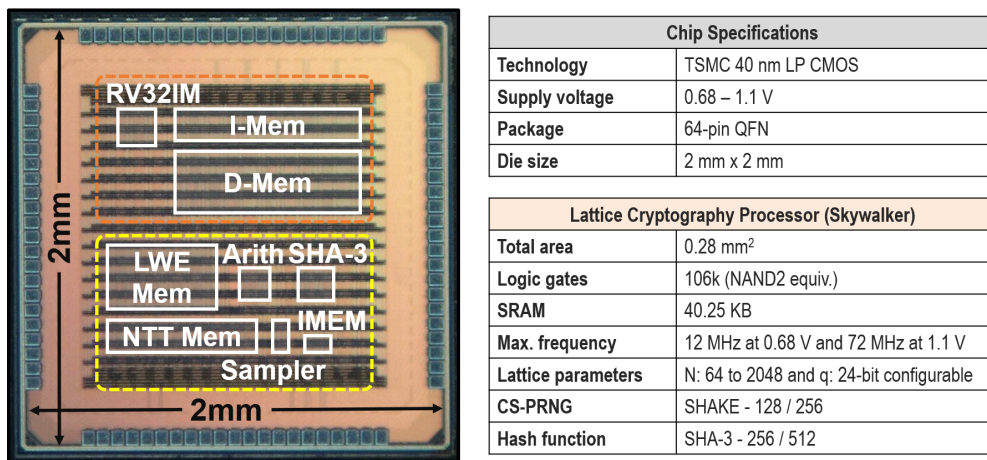 RV32IM
I-Mem
D-Mem
2mm
LWE
Mem
Arith SHA-3
NTT Mem
IMEM
Sampler
2mm
Chip Specifications
Technology TSMC 40 nm LP CMOS
Supply voltage 0.68 – 1.1 V
Package 64-pin QFN
Die size 2 mm x 2 mm
Lattice Cryptography Processor (Skywalker)
Total area 0.28 mm²
Logic gates 106k (NAND2 equiv.)
SRAM 40.25 KB
Max. frequency 12 MHz at 0.68 V and 72 MHz at 1.1 V
Lattice parameters N: 64 to 2048 and q: 24-bit configurable
CS-PRNG SHAKE - 128 / 256
Hash function SHA-3 - 256 / 512